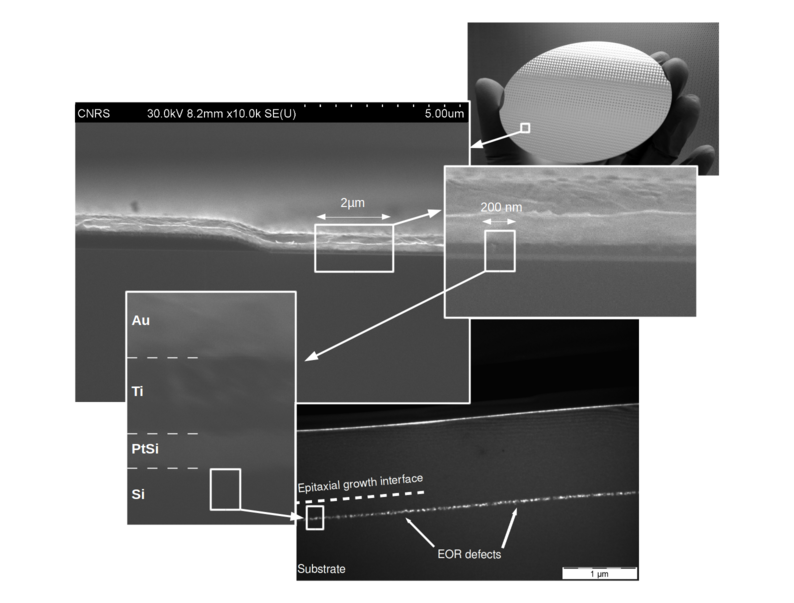 CNRS 30.0kV 8.2mm x10.0k SE(U) 5.00um
2µm
200 nm
Au
Ti
PtSi
Si
Epitaxial growth interface
EOR defects
Substrate
1 µm